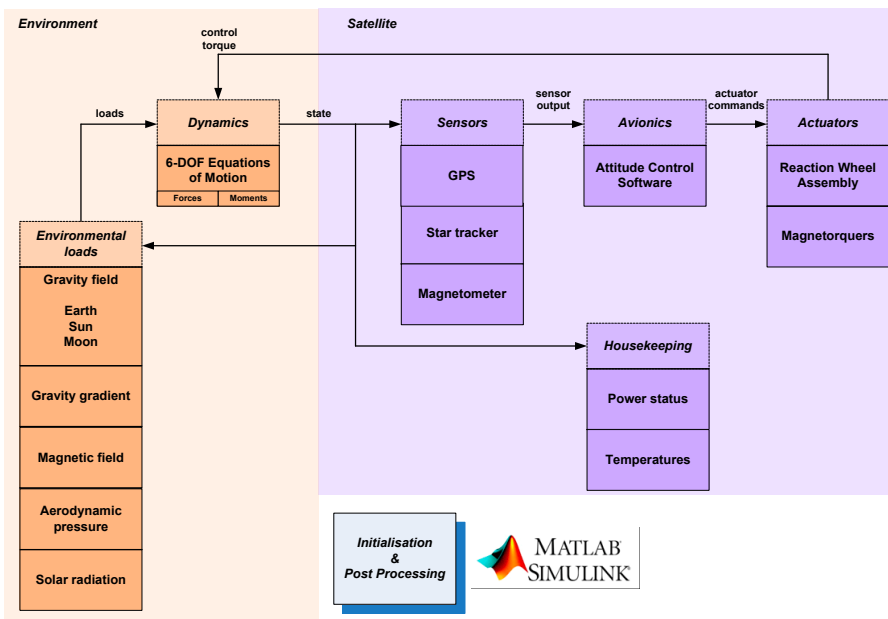 Environment
Satellite
control
torque
loads
Dynamics
state
6-DOF Equations
of Motion
Forces
Moments
Environmental
loads
Gravity field
Earth
Sun
Moon
Gravity gradient
Magnetic field
Aerodynamic
pressure
Solar radiation
Sensors
GPS
Star tracker
Magnetometer
sensor
output
Avionics
Attitude Control
Software
actuator
commands
Actuators
Reaction Wheel
Assembly
Magnetorquers
Housekeeping
Power status
Temperatures
Initialisation
&
Post Processing
MATLAB®
SIMULINK®